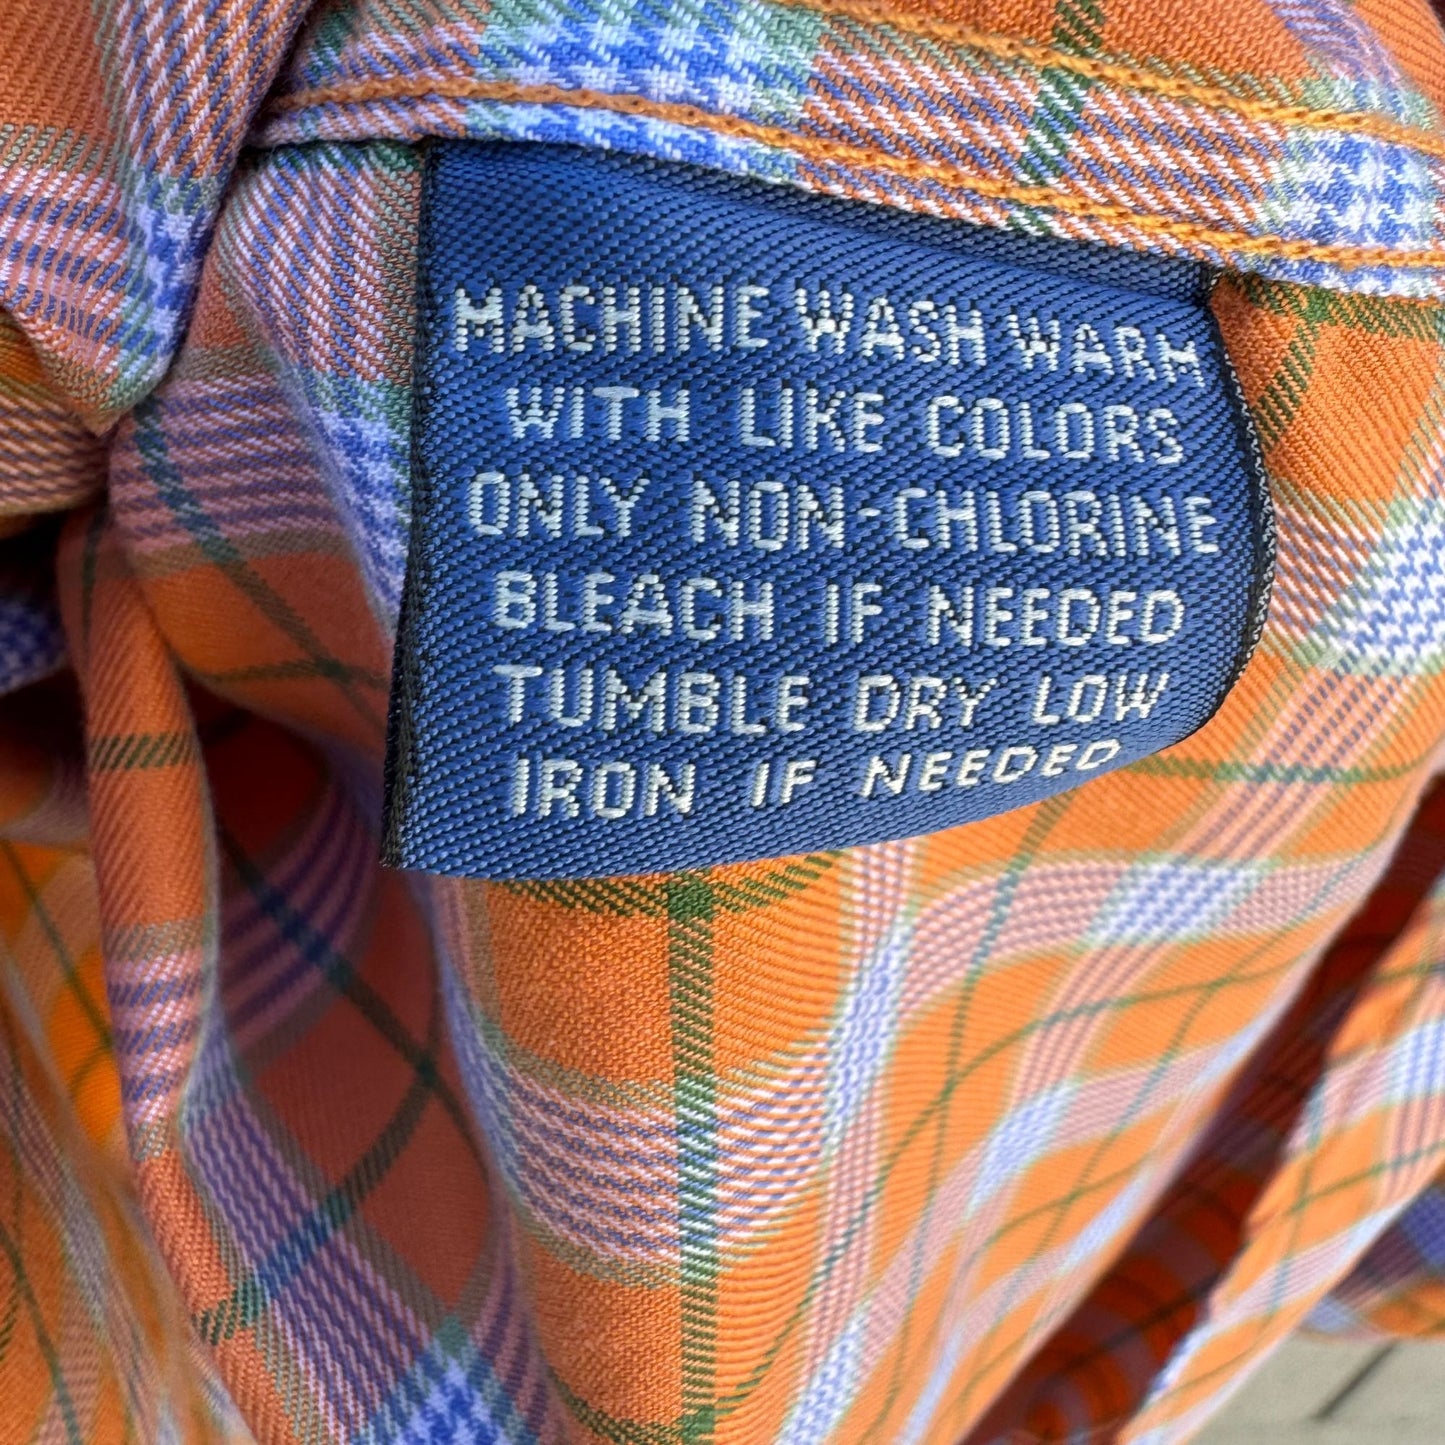 MACHINE WASH WARM
WITH LIKE COLORS
ONLY NON-CHLORINE
BLEACH IF NEEDED
TUMBLE DRY LOW
IRON IF NEEDED